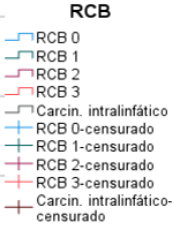 RCB
RCB 0
RCB 1
RCB 2
RCB 3
Carcin. intralinfático
RCB 0-censurado
RCB 1-censurado
RCB 2-censurado
RCB 3-censurado
Carcin. intralinfático-
censurado